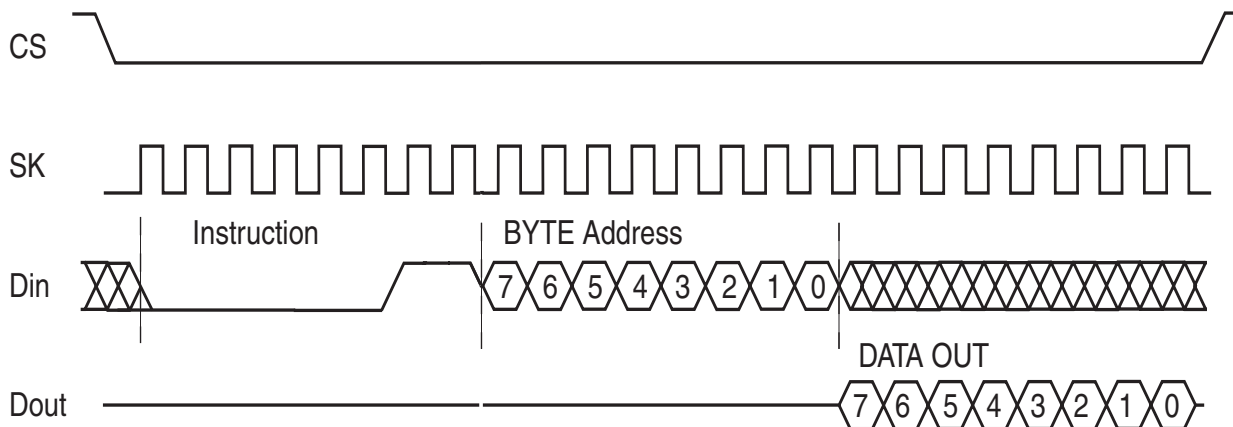 CS
SK
Instruction
BYTE Address
Din
7 6 5 4 3 2 1 0
DATA OUT
Dout
7 6 5 4 3 2 1 0